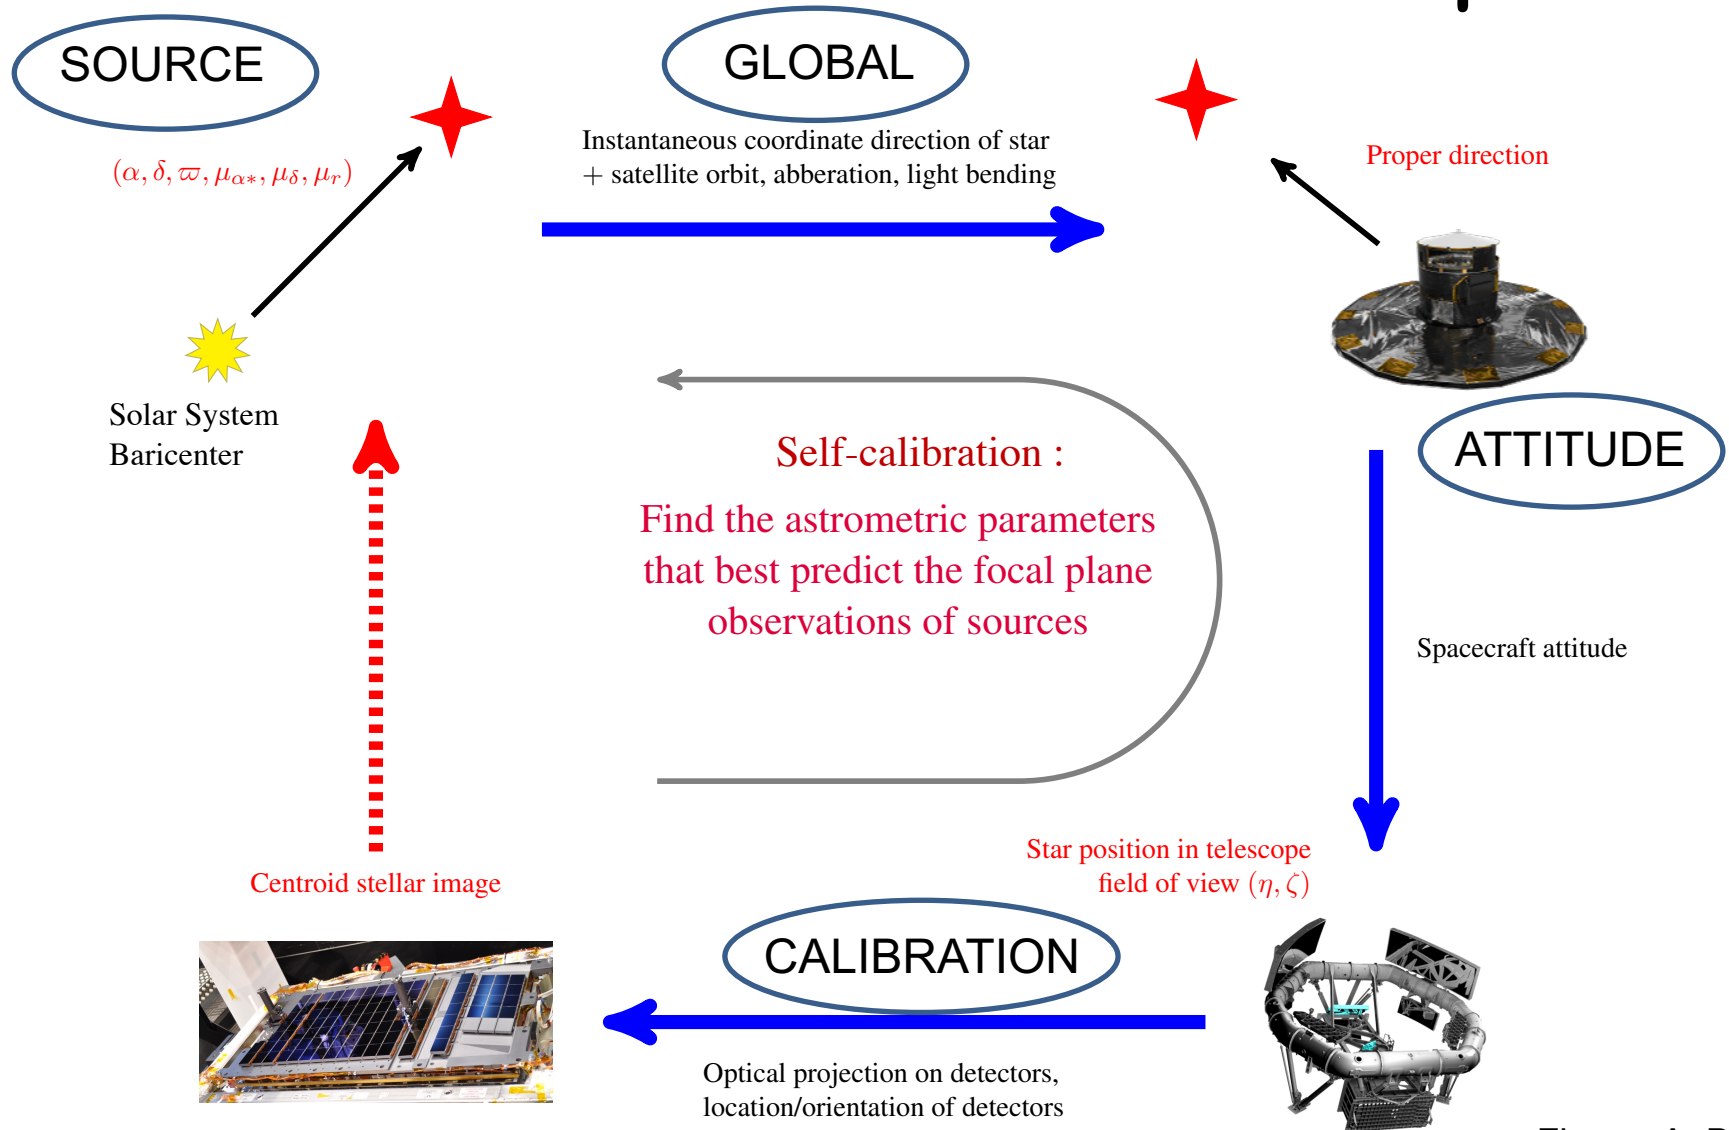 SOURCE
GLOBAL
Instantaneous coordinate direction of star
+ satellite orbit, abberation, light bending
Proper direction
(α, δ, ϖ, μα∗, μδ, μr)
Solar System
Baricenter
ATTITUDE
Self-calibration :
Find the astrometric parameters
that best predict the focal plane
observations of sources
Spacecraft attitude
Star position in telescope
field of view (η, ζ)
Centroid stellar image
CALIBRATION
Optical projection on detectors,
location/orientation of detectors